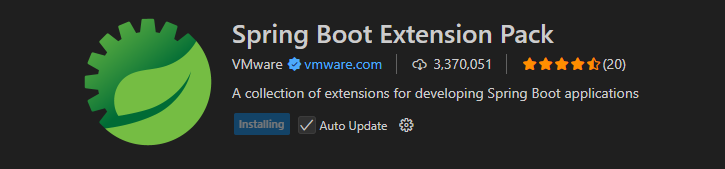 Spring Boot Extension Pack
VMware vmware.com 3,370,051 (20)
A collection of extensions for developing Spring Boot applications
Installing Auto Update